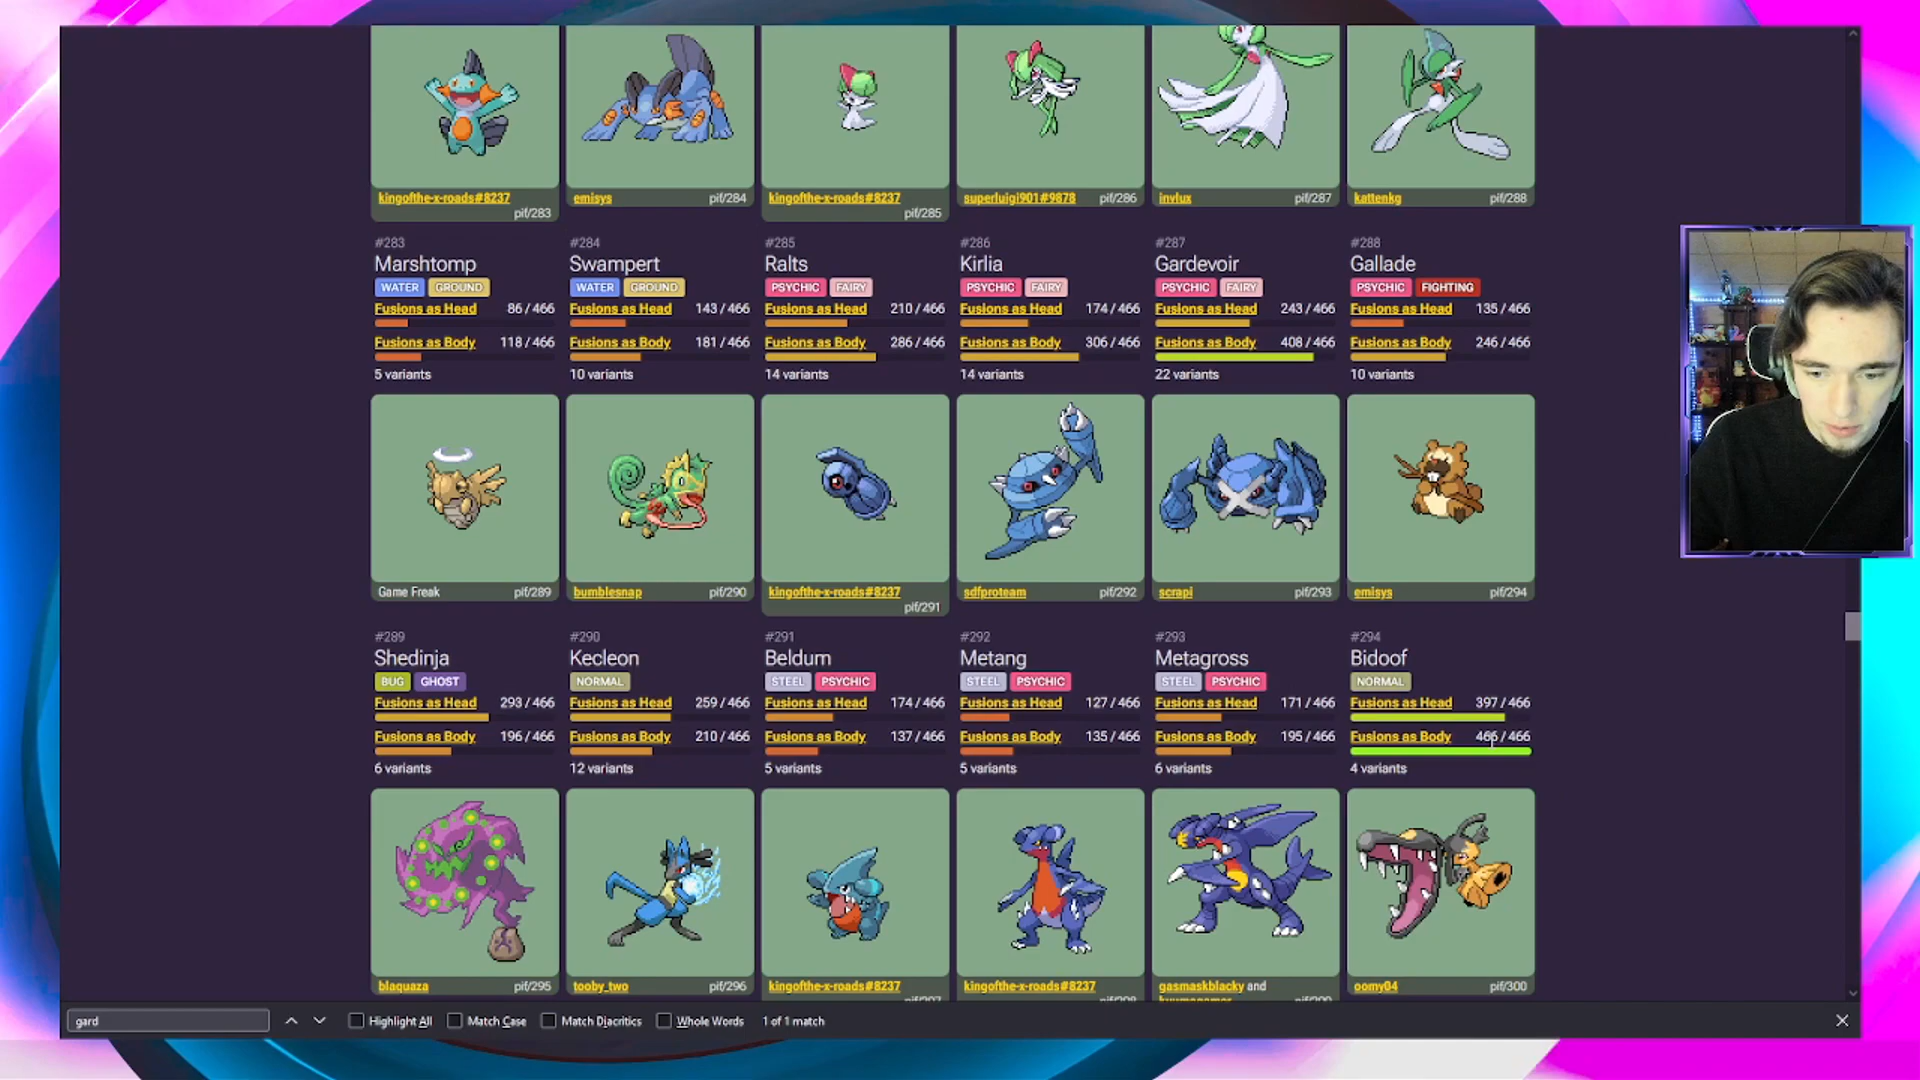 kingofthe-x-roads#8237 pif/283
emisys pif/284
kingofthe-x-roads#8237 pif/285
superluigi901#9878 pif/286
invlux pif/287
kattenkg pif/288
#283 #284 #285 #286 #287 #288
Marshtomp Swampert Ralts Kirlia Gardevoir Gallade
WATER GROUND WATER GROUND PSYCHIC FAIRY PSYCHIC FAIRY PSYCHIC FAIRY PSYCHIC FIGHTING
Fusions as Head 86 / 466 Fusions as Head 143 / 466 Fusions as Head 210 / 466 Fusions as Head 174 / 466 Fusions as Head 243 / 466 Fusions as Head 135 / 466
Fusions as Body 118 / 466 Fusions as Body 181 / 466 Fusions as Body 286 / 466 Fusions as Body 306 / 466 Fusions as Body 408 / 466 Fusions as Body 246 / 466
5 variants 10 variants 14 variants 14 variants 22 variants 10 variants
Game Freak pif/289
bumblesnap pif/290
kingofthe-x-roads#8237 pif/291
sdfproteam pif/292
scrapi pif/293
emisys pif/294
#289 #290 #291 #292 #293 #294
Shedinja Kecleon Beldum Metang Metagross Bidoof
BUG GHOST NORMAL STEEL PSYCHIC STEEL PSYCHIC STEEL PSYCHIC NORMAL
Fusions as Head 293 / 466 Fusions as Head 259 / 466 Fusions as Head 174 / 466 Fusions as Head 127 / 466 Fusions as Head 171 / 466 Fusions as Head 397 / 466
Fusions as Body 196 / 466 Fusions as Body 210 / 466 Fusions as Body 137 / 466 Fusions as Body 135 / 466 Fusions as Body 195 / 466 Fusions as Body 466 / 466
6 variants 12 variants 5 variants 5 variants 6 variants 4 variants
blaquaza pif/295
tooby_two pif/296
kingofthe-x-roads#8237
kingofthe-x-roads#8237
gasmaskblacky and
oomy04 pif/300
gard Highlight All Match Case Match Diacritics Whole Words 1 of 1 match